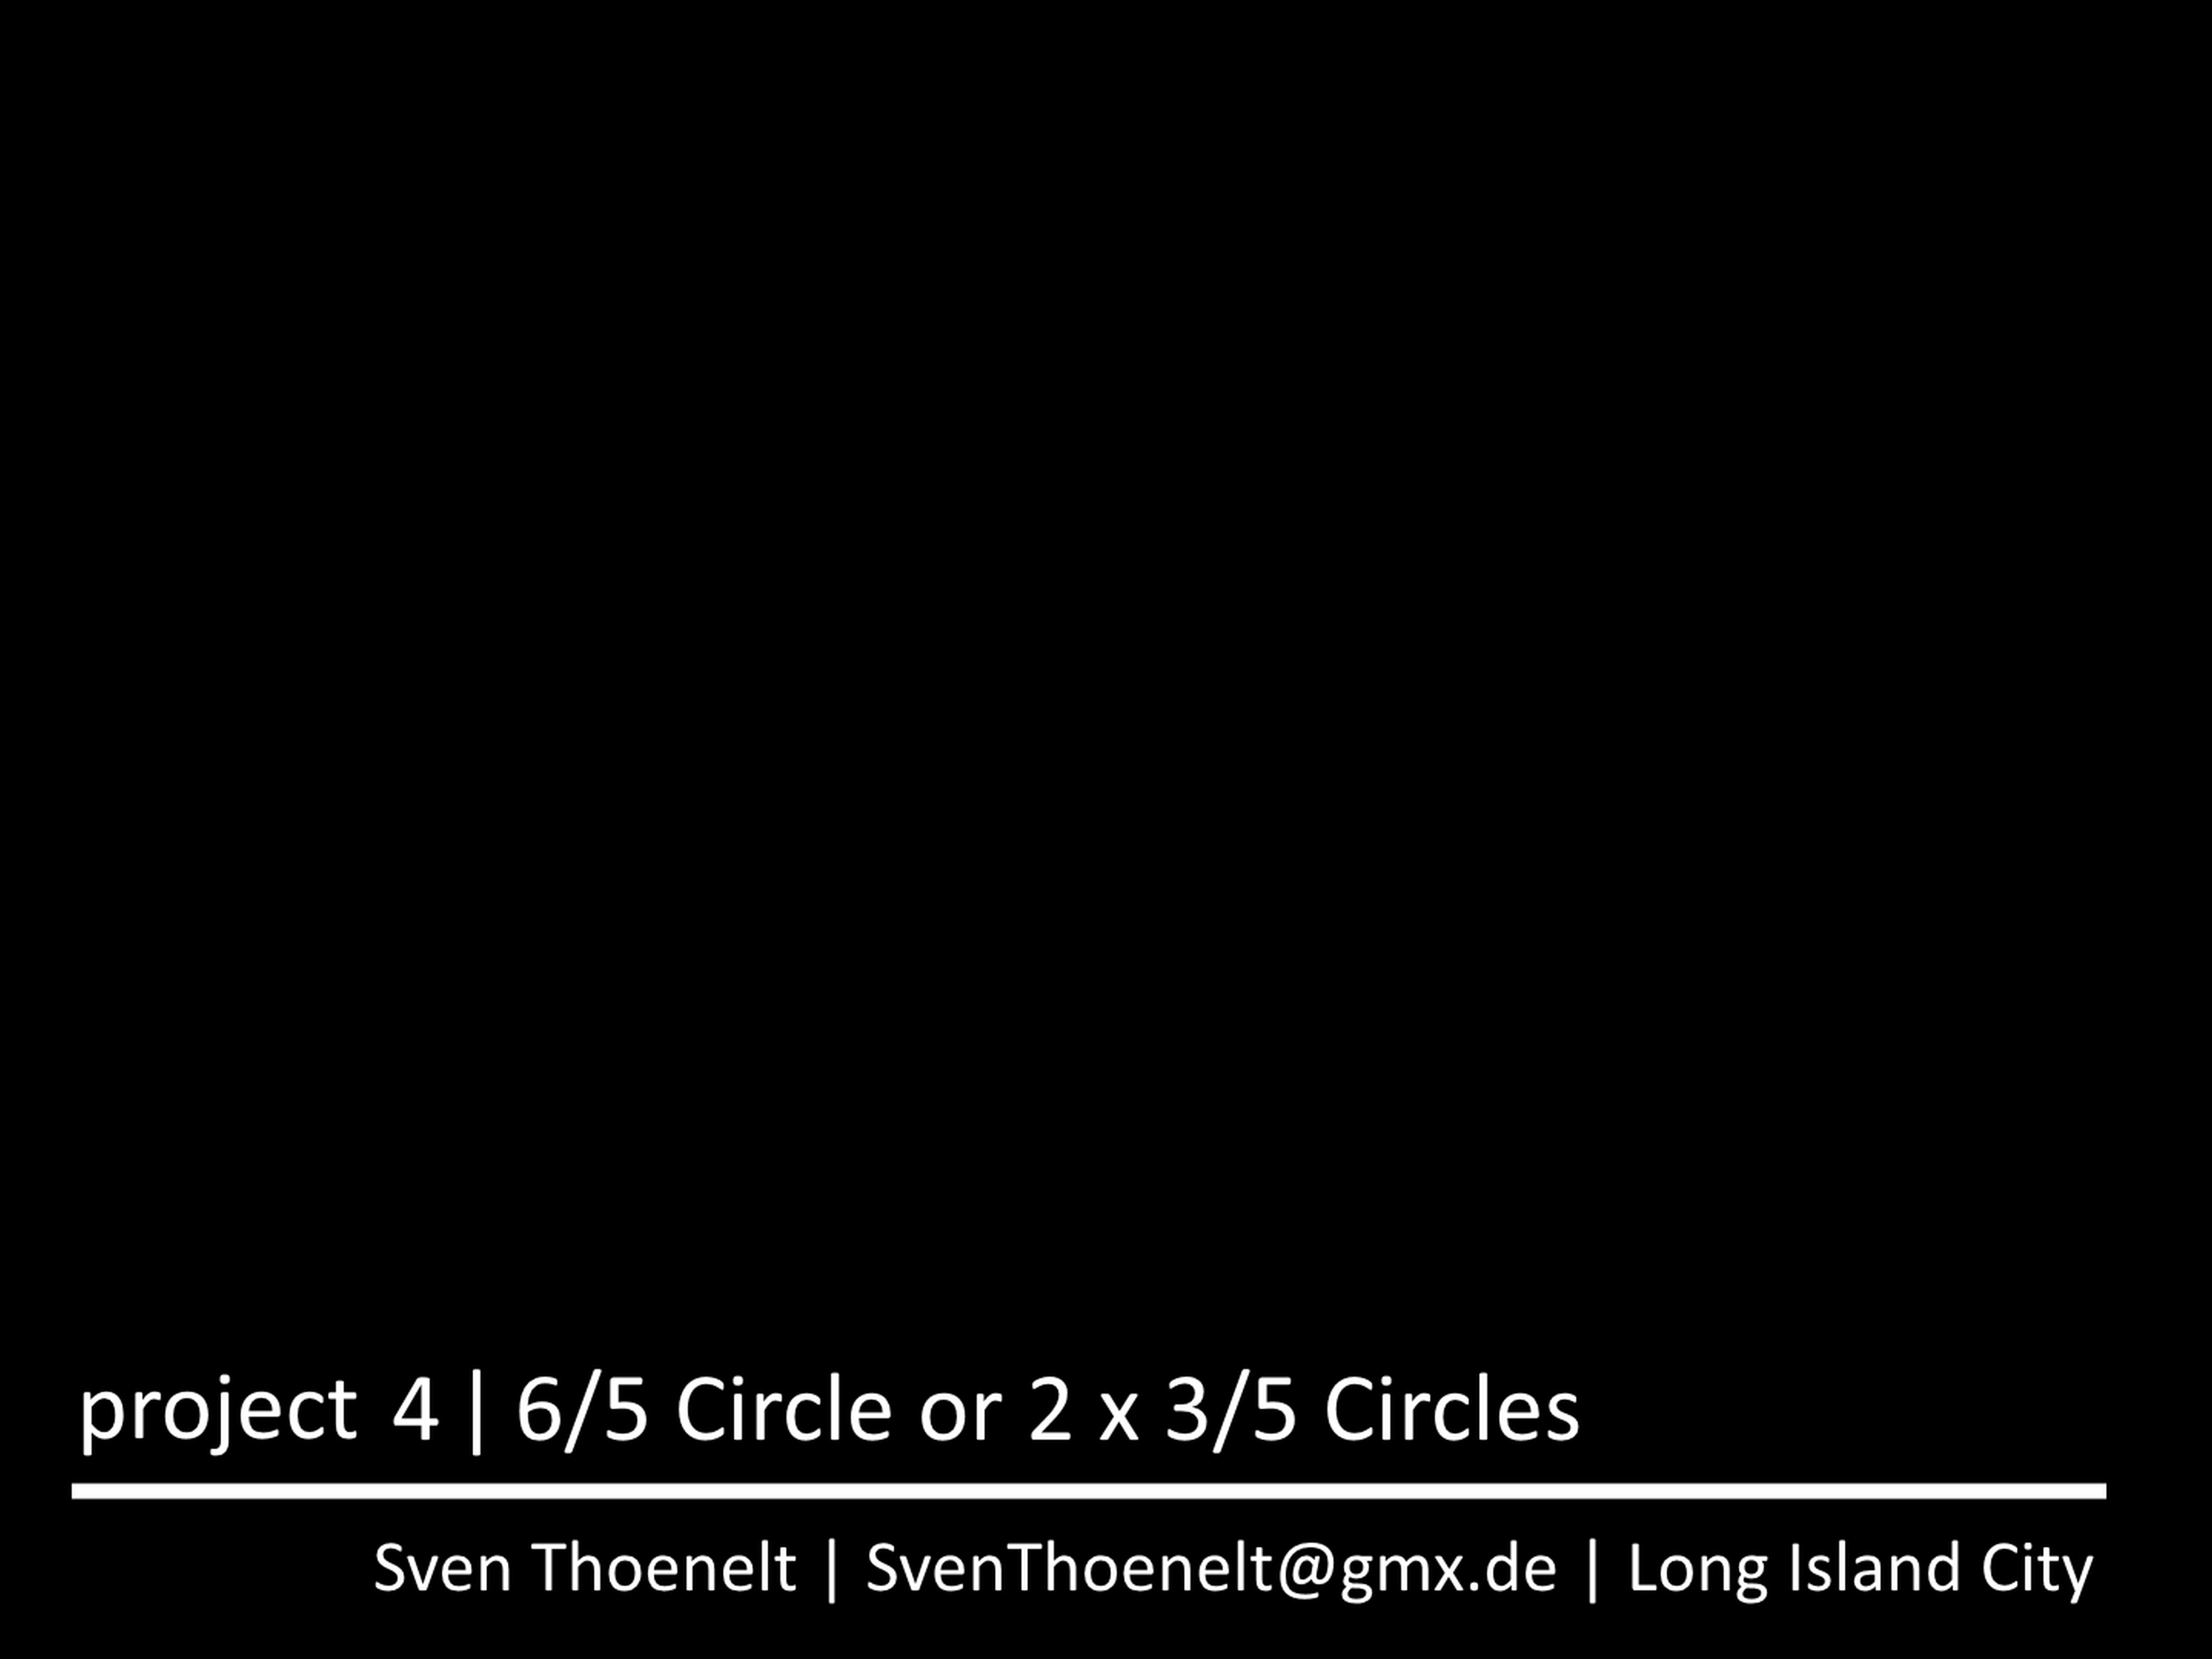 project 4 | 6/5 Circle or 2 x 3/5 Circles
Sven Thoenelt | SvenThoenelt@gmx.de | Long Island City